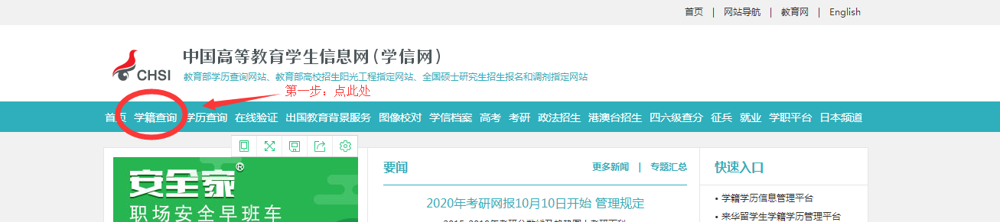 首页 | 网站导航 | 教育网 | English
中国高等教育学生信息网(学信网)
CHSI
教育部学历查询网站、教育部高校招生阳光工程指定网站、全国硕士研究生招生报名和调剂指定网站
第一步：点此处
首页 学籍查询 学历查询 在线验证 出国教育背景服务 图像校对 学信档案 高考 考研 政法招生 港澳台招生 四六级查分 征兵 就业 学职平台 日本频道
安全家®
职场安全早班车
要闻
更多新闻 | 专题汇总
2020年考研网报10月10日开始 管理规定
快速入口
• 学籍学历信息管理平台
• 来华留学生学籍学历管理平台